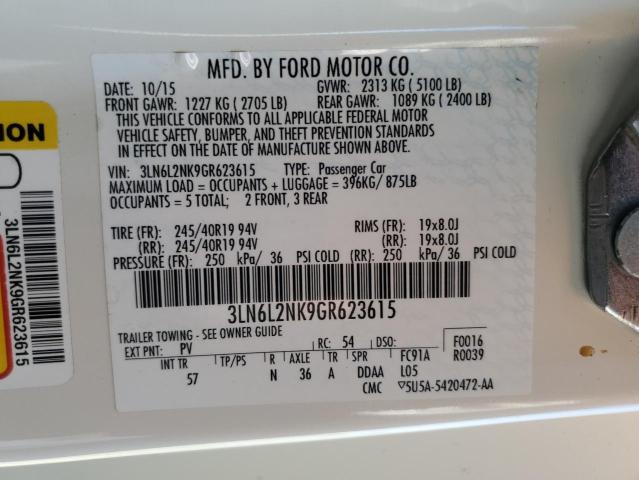 MFD. BY FORD MOTOR CO.
DATE: 10/15 GVWR: 2313 KG ( 5100 LB)
FRONT GAWR: 1227 KG ( 2705 LB) REAR GAWR: 1089 KG ( 2400 LB)
THIS VEHICLE CONFORMS TO ALL APPLICABLE FEDERAL MOTOR
VEHICLE SAFETY, BUMPER, AND THEFT PREVENTION STANDARDS
IN EFFECT ON THE DATE OF MANUFACTURE SHOWN ABOVE.
VIN: 3LN6L2NK9GR623615 TYPE: Passenger Car
MAXIMUM LOAD = OCCUPANTS + LUGGAGE = 396KG/ 875LB
OCCUPANTS = 5 TOTAL; 2 FRONT, 3 REAR
TIRE (FR): 245/40R19 94V RIMS (FR): 19x8.0J
(RR): 245/40R19 94V (RR): 19x8.0J
PRESSURE (FR): 250 kPa/ 36 PSI COLD (RR): 250 kPa/ 36 PSI COLD
3LN6L2NK9GR623615
TRAILER TOWING - SEE OWNER GUIDE
EXT PNT: PV RC: 54 DSO: F0016
INT TR TP/PS R AXLE TR SPR FC91A R0039
57 N 36 A DDAA L05
CMC ▽5U5A-5420472-AA
TION
3LN6L2NK9GR623615